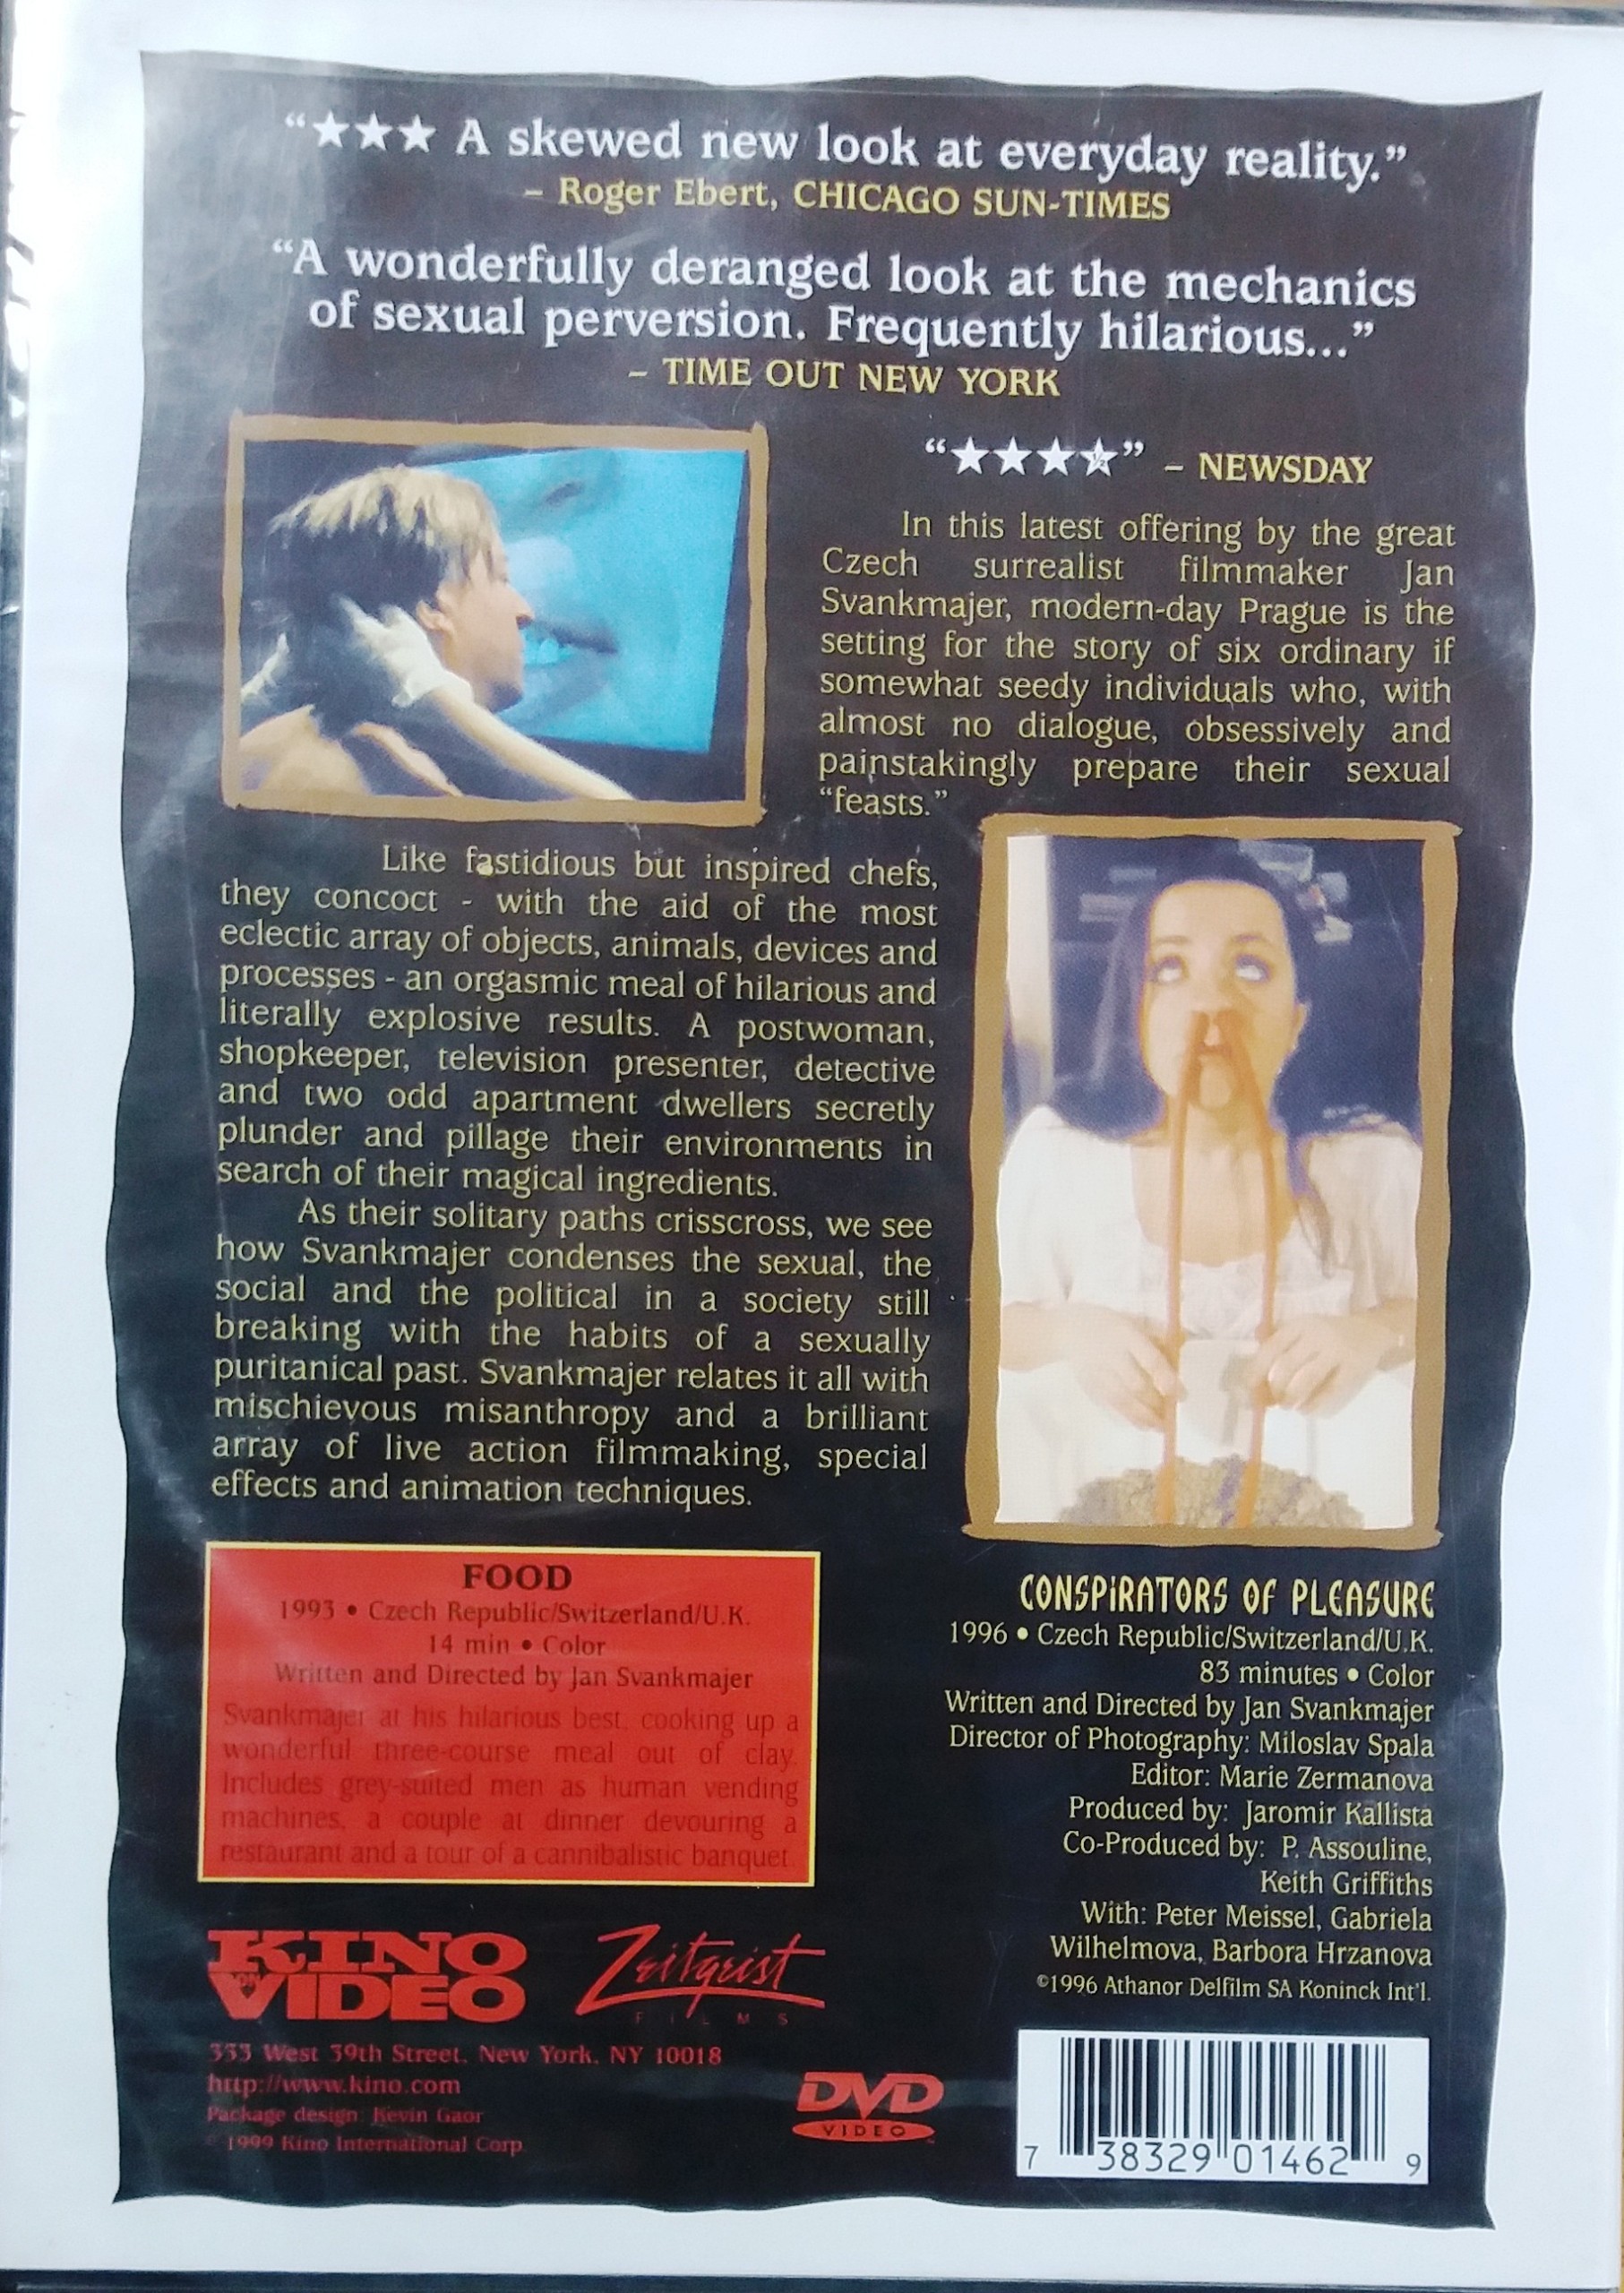 “★★★ A skewed new look at everyday reality.”
– Roger Ebert, CHICAGO SUN-TIMES
“A wonderfully deranged look at the mechanics
of sexual perversion. Frequently hilarious...”
– TIME OUT NEW YORK
“★★★½” – NEWSDAY
In this latest offering by the great
Czech surrealist filmmaker Jan
Svankmajer, modern-day Prague is the
setting for the story of six ordinary if
somewhat seedy individuals who, with
almost no dialogue, obsessively and
painstakingly prepare their sexual
“feasts.”
Like fastidious but inspired chefs,
they concoct - with the aid of the most
eclectic array of objects, animals, devices and
processes - an orgasmic meal of hilarious and
literally explosive results. A postwoman,
shopkeeper, television presenter, detective
and two odd apartment dwellers secretly
plunder and pillage their environments in
search of their magical ingredients.
As their solitary paths crisscross, we see
how Svankmajer condenses the sexual, the
social and the political in a society still
breaking with the habits of a sexually
puritanical past. Svankmajer relates it all with
mischievous misanthropy and a brilliant
array of live action filmmaking, special
effects and animation techniques.
FOOD
1993 • Czech Republic/Switzerland/U.K.
14 min • Color
Written and Directed by Jan Svankmajer
Svankmajer at his hilarious best, cooking up a
wonderful three-course meal out of clay.
Includes grey-suited men as human vending
machines, a couple at dinner devouring a
restaurant and a tour of a cannibalistic banquet
CONSPIRATORS OF PLEASURE
1996 • Czech Republic/Switzerland/U.K.
83 minutes • Color
Written and Directed by Jan Svankmajer
Director of Photography: Miloslav Spala
Editor: Marie Zermanova
Produced by: Jaromir Kallista
Co-Produced by: P. Assouline,
Keith Griffiths
With: Peter Meissel, Gabriela
Wilhelmova, Barbora Hrzanova
©1996 Athanor Delfilm SA Koninck Int'l.
KINO
ON VIDEO
Zeitgeist
FILMS
333 West 39th Street, New York, NY 10018
http://www.kino.com
Package design: Kevin Gaor
© 1999 Kino International Corp.
DVD
VIDEO
7 38329 01462 9